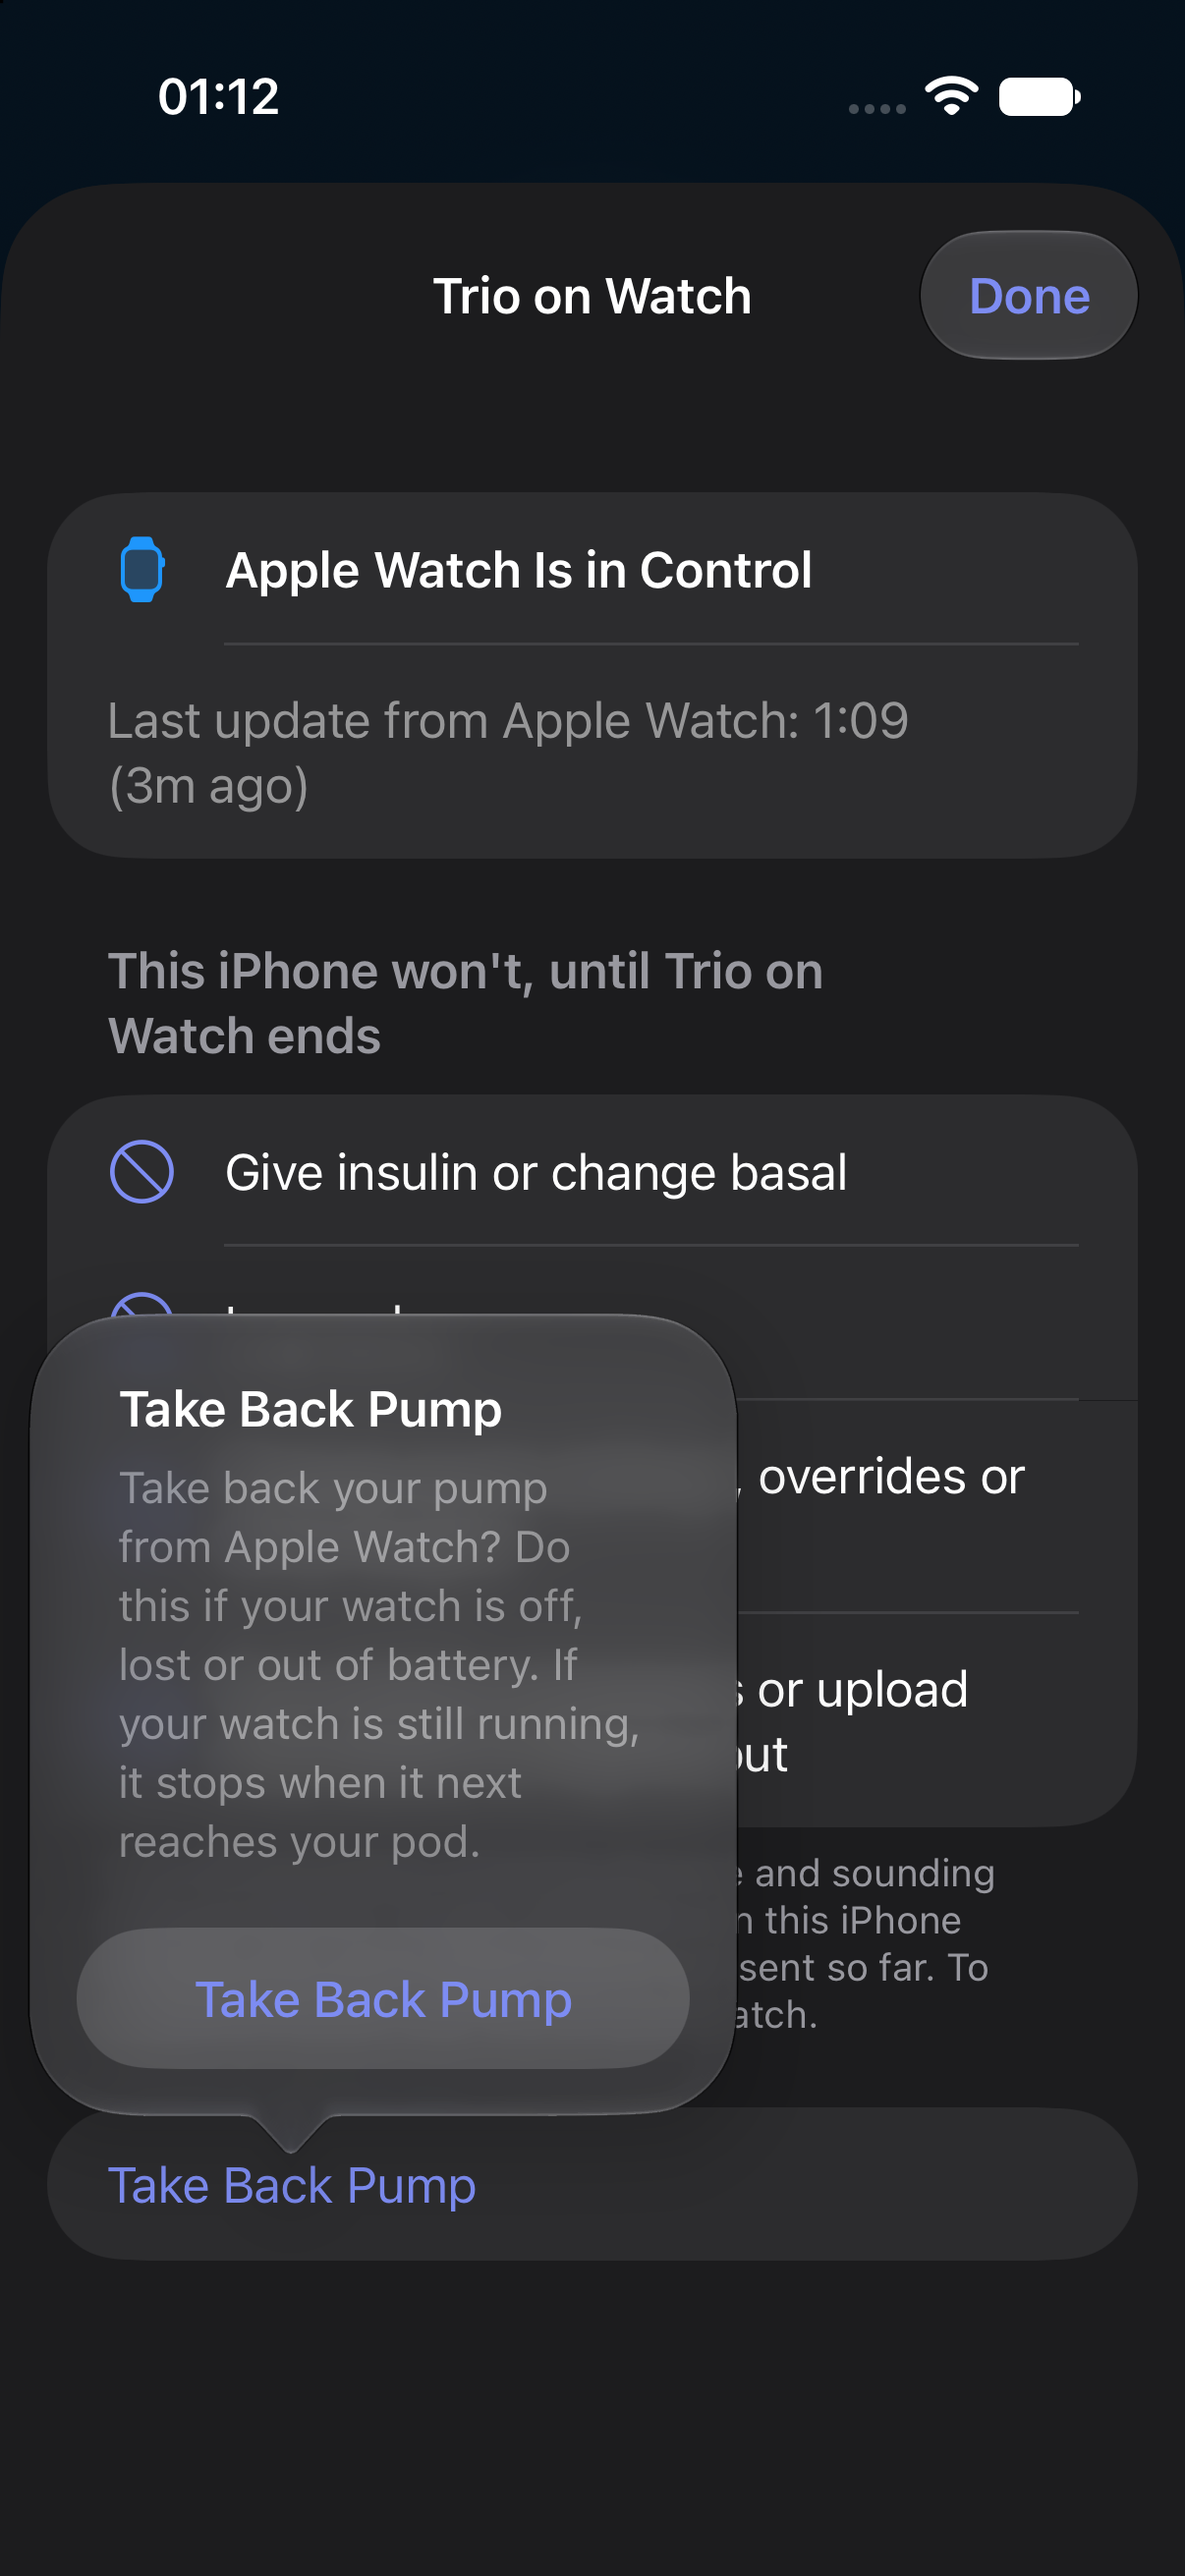 01:12
Trio on Watch
Done
Apple Watch Is in Control
Last update from Apple Watch: 1:09
(3m ago)
This iPhone won't, until Trio on
Watch ends
Give insulin or change basal
Take Back Pump
Take back your pump
from Apple Watch? Do
this if your watch is off,
lost or out of battery. If
your watch is still running,
it stops when it next
reaches your pod.
Take Back Pump
, overrides or
or upload
and sounding
this iPhone
sent so far. To
Take Back Pump